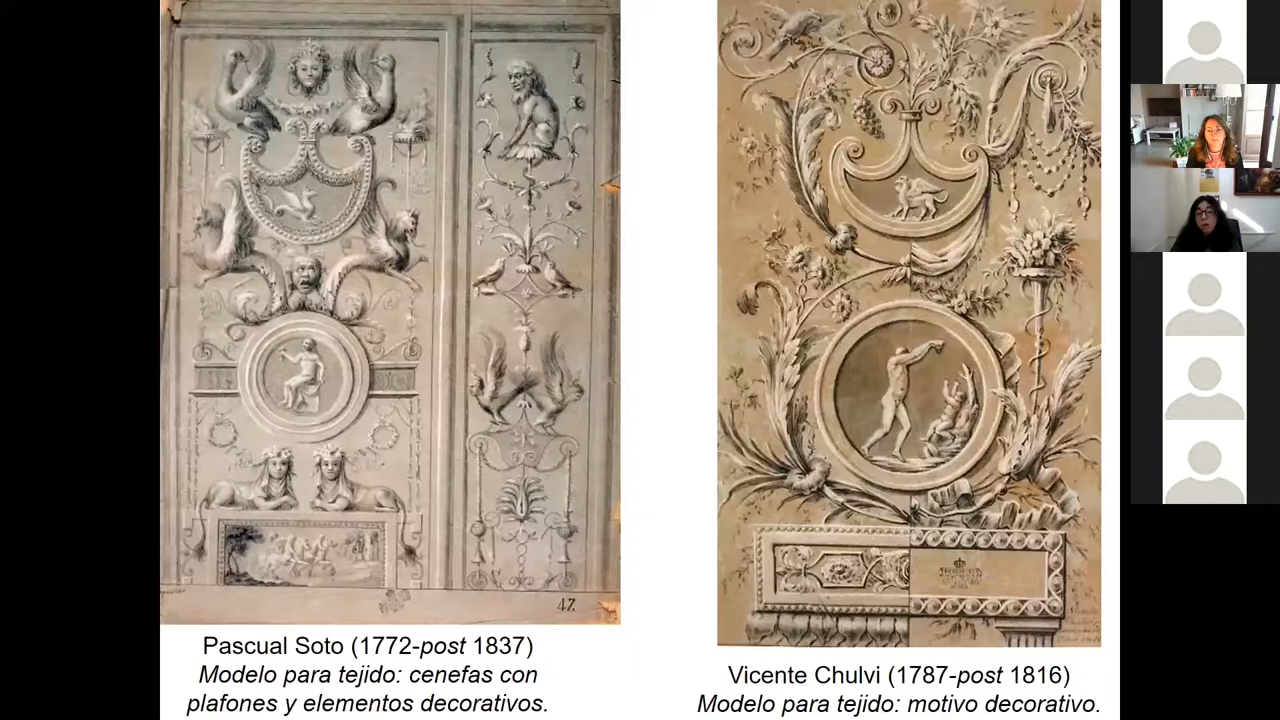 47
Pascual Soto (1772-post 1837)
Modelo para tejido: cenefas con
plafones y elementos decorativos.
Vicente Chulvi (1787-post 1816)
Modelo para tejido: motivo decorativo.